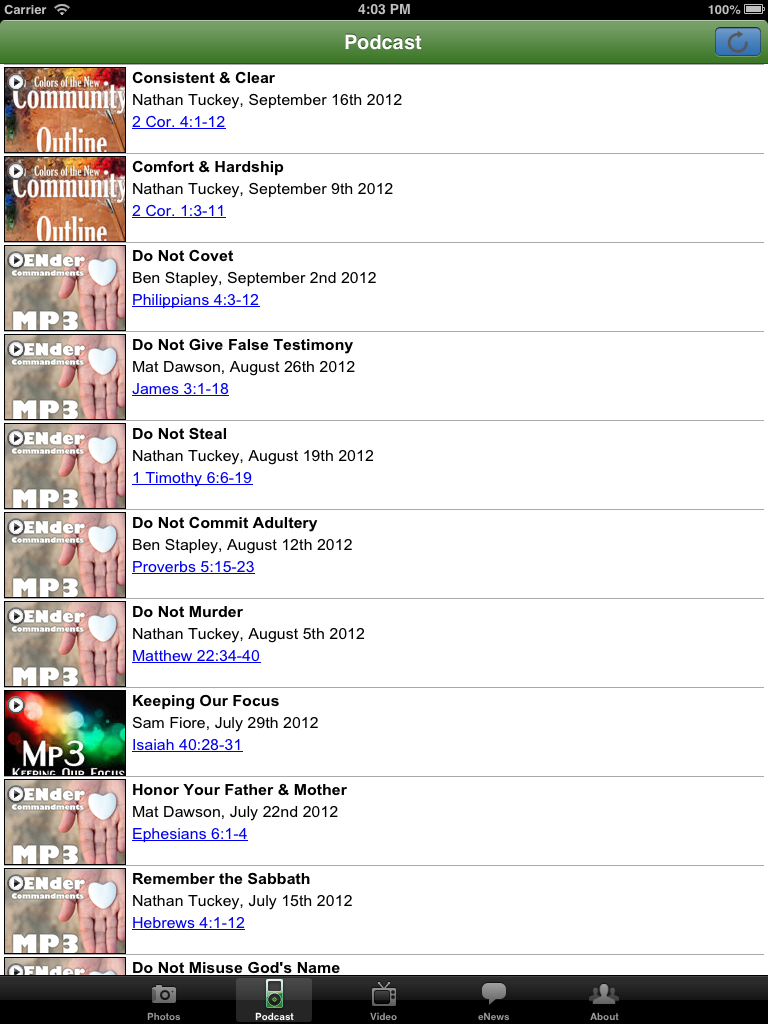 Carrier 4:03 PM 100%
Podcast
Colors of the New
Community
Outline
Consistent & Clear
Nathan Tuckey, September 16th 2012
2 Cor. 4:1-12
Colors of the New
Community
Outline
Comfort & Hardship
Nathan Tuckey, September 9th 2012
2 Cor. 1:3-11
ENder
Commandments
MP3
Do Not Covet
Ben Stapley, September 2nd 2012
Philippians 4:3-12
ENder
Commandments
MP3
Do Not Give False Testimony
Mat Dawson, August 26th 2012
James 3:1-18
ENder
Commandments
MP3
Do Not Steal
Nathan Tuckey, August 19th 2012
1 Timothy 6:6-19
ENder
Commandments
MP3
Do Not Commit Adultery
Ben Stapley, August 12th 2012
Proverbs 5:15-23
ENder
Commandments
MP3
Do Not Murder
Nathan Tuckey, August 5th 2012
Matthew 22:34-40
MP3
Keeping Our Focus
Keeping Our Focus
Sam Fiore, July 29th 2012
Isaiah 40:28-31
ENder
Commandments
MP3
Honor Your Father & Mother
Mat Dawson, July 22nd 2012
Ephesians 6:1-4
ENder
Commandments
MP3
Remember the Sabbath
Nathan Tuckey, July 15th 2012
Hebrews 4:1-12
ENder
Do Not Misuse God's Name
Photos Podcast Video eNews About